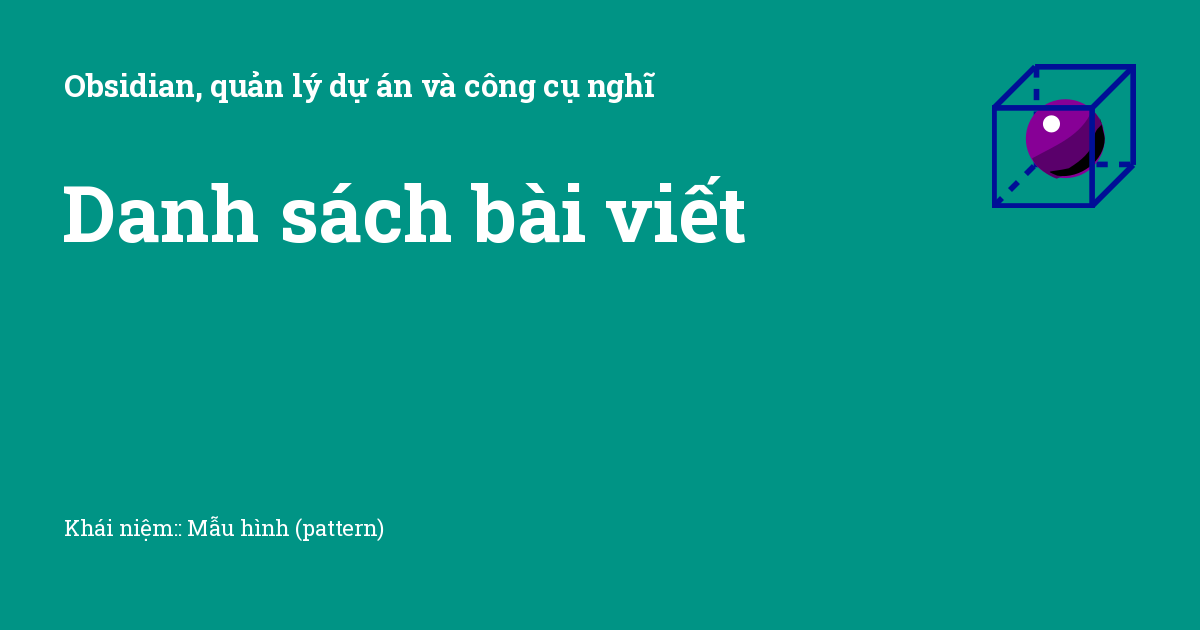 Obsidian, quản lý dự án và công cụ nghĩ
Danh sách bài viết
Khái niệm:: Mẫu hình (pattern)